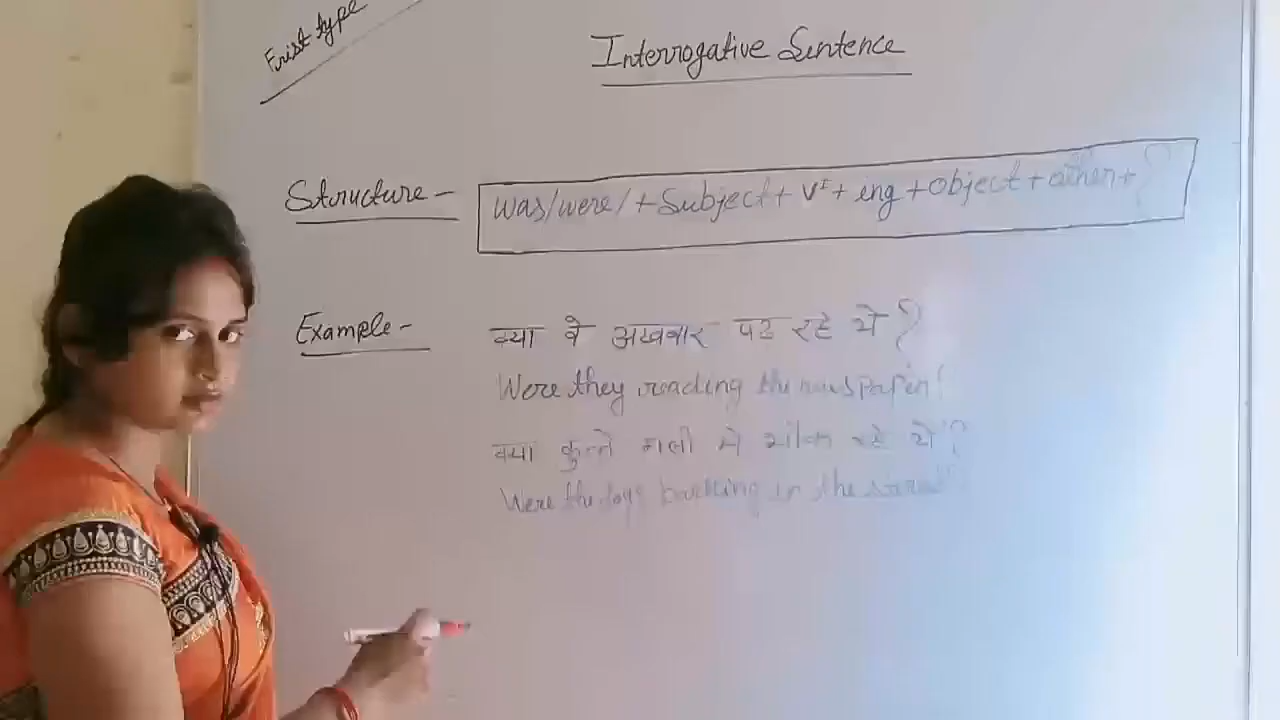 Frist type
Interrogative Sentence
Structure - was/were/ + Subject + V¹ + ing + Object + other + ?
Example - क्या वे अखबार पढ रहे थे ?
Were they reading the newspaper?
क्या कुत्ते गली मे भौंक रहे थे ?
Were the dogs barking in the street?